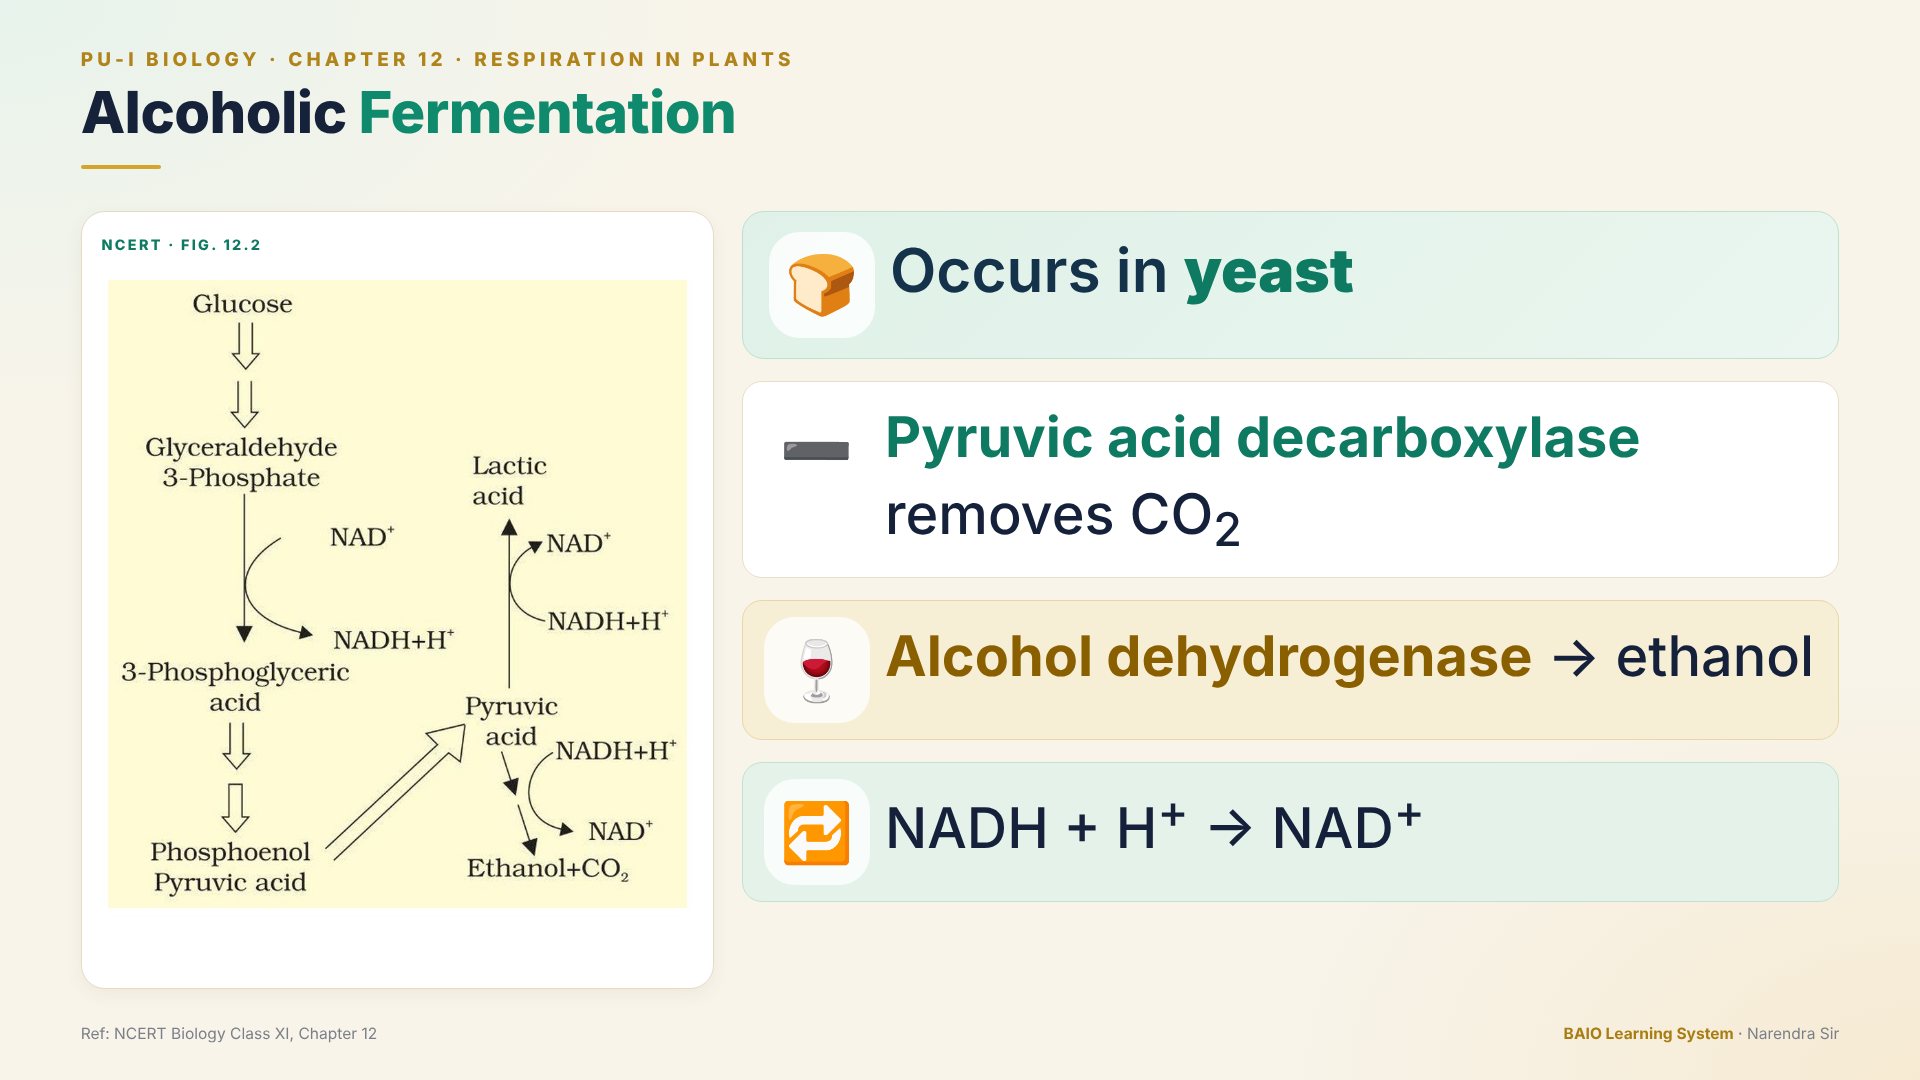 PU-I BIOLOGY · CHAPTER 12 · RESPIRATION IN PLANTS
Alcoholic Fermentation
NCERT · FIG. 12.2
Glucose
Glyceraldehyde
3-Phosphate
NAD⁺
NADH+H⁺
3-Phosphoglyceric
acid
Phosphoenol
Pyruvic acid
Lactic
acid
NAD⁺
NADH+H⁺
Pyruvic
acid
NADH+H⁺
NAD⁺
Ethanol+CO₂
Occurs in yeast
Pyruvic acid decarboxylase
removes CO₂
Alcohol dehydrogenase → ethanol
NADH + H⁺ → NAD⁺
Ref: NCERT Biology Class XI, Chapter 12
BAIO Learning System · Narendra Sir